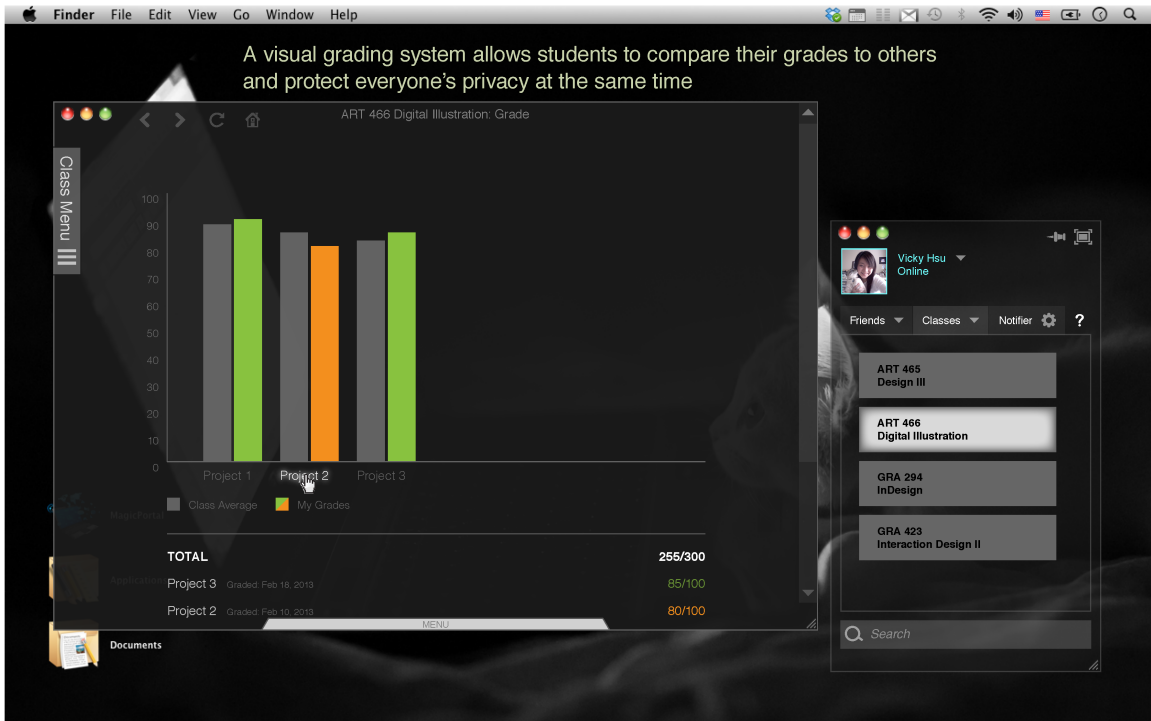 Finder File Edit View Go Window Help
A visual grading system allows students to compare their grades to others
and protect everyone's privacy at the same time
ART 466 Digital Illustration: Grade
Class Menu
100
90
80
70
60
50
40
30
20
10
0
Project 1 Project 2 Project 3
Class Average My Grades
TOTAL 255/300
Project 3 Graded: Feb 18, 2013 85/100
Project 2 Graded: Feb 10, 2013 80/100
MENU
Applications
Documents
Vicky Hsu
Online
Friends Classes Notifier ?
ART 465
Design III
ART 466
Digital Illustration
GRA 294
InDesign
GRA 423
Interaction Design II
Search